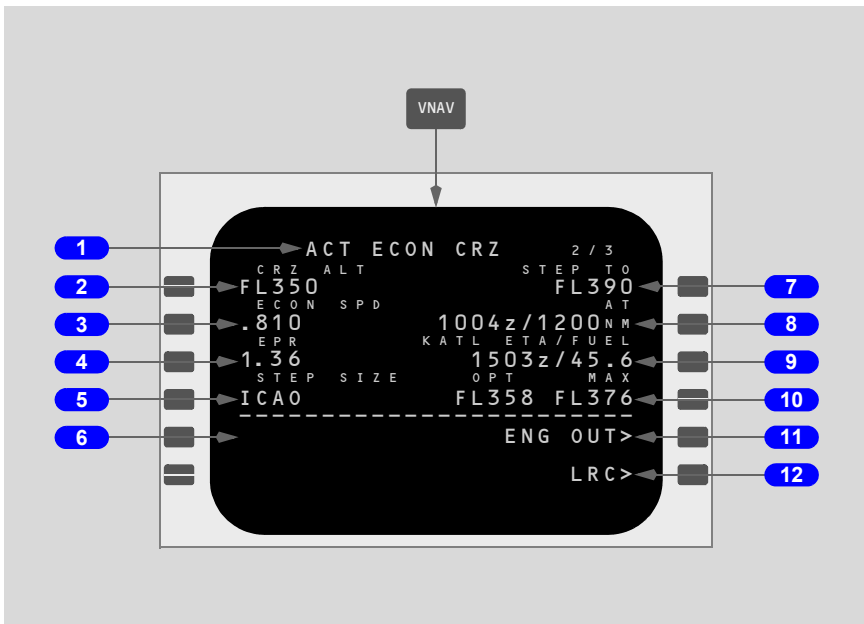 VNAV
1 ACT ECON CRZ 2/3
CRZ ALT STEP TO
2 FL350 FL390 7
ECON SPD AT
3 .810 1004z/1200NM 8
EPR KATL ETA/FUEL
4 1.36 1503z/45.6 9
STEP SIZE OPT MAX
5 ICAO FL358 FL376 10
----------------------------
6 ENG OUT> 11
LRC> 12